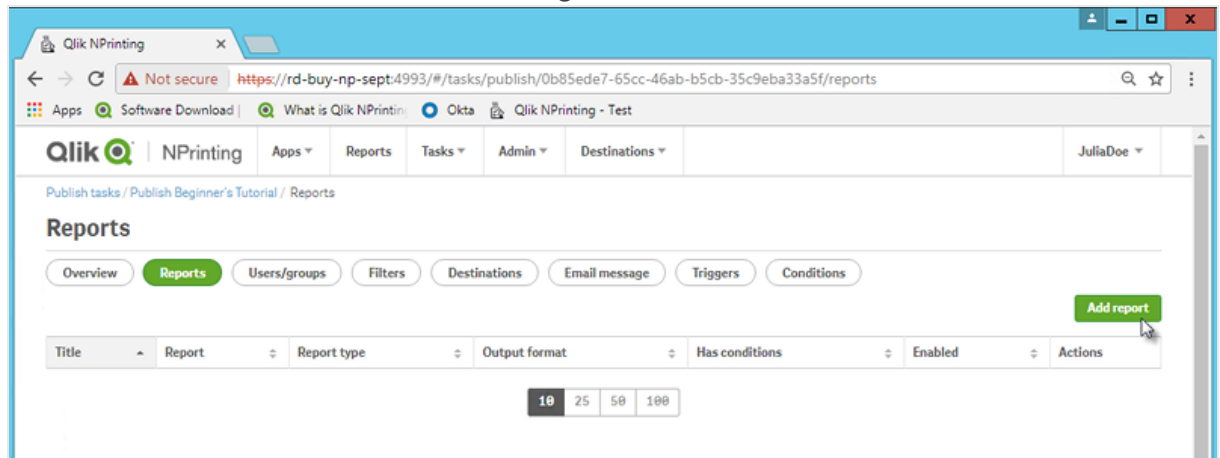 Qlik NPrinting
Not secure https://rd-buy-np-sept:4993/#/tasks/publish/0b85ede7-65cc-46ab-b5cb-35c9eba33a5f/reports
Apps Software Download | What is Qlik NPrintin Okta Qlik NPrinting - Test
Qlik NPrinting Apps Reports Tasks Admin Destinations JuliaDoe
Publish tasks / Publish Beginner's Tutorial / Reports
Reports
Overview Reports Users/groups Filters Destinations Email message Triggers Conditions
Add report
Title Report Report type Output format Has conditions Enabled Actions
10 25 50 100